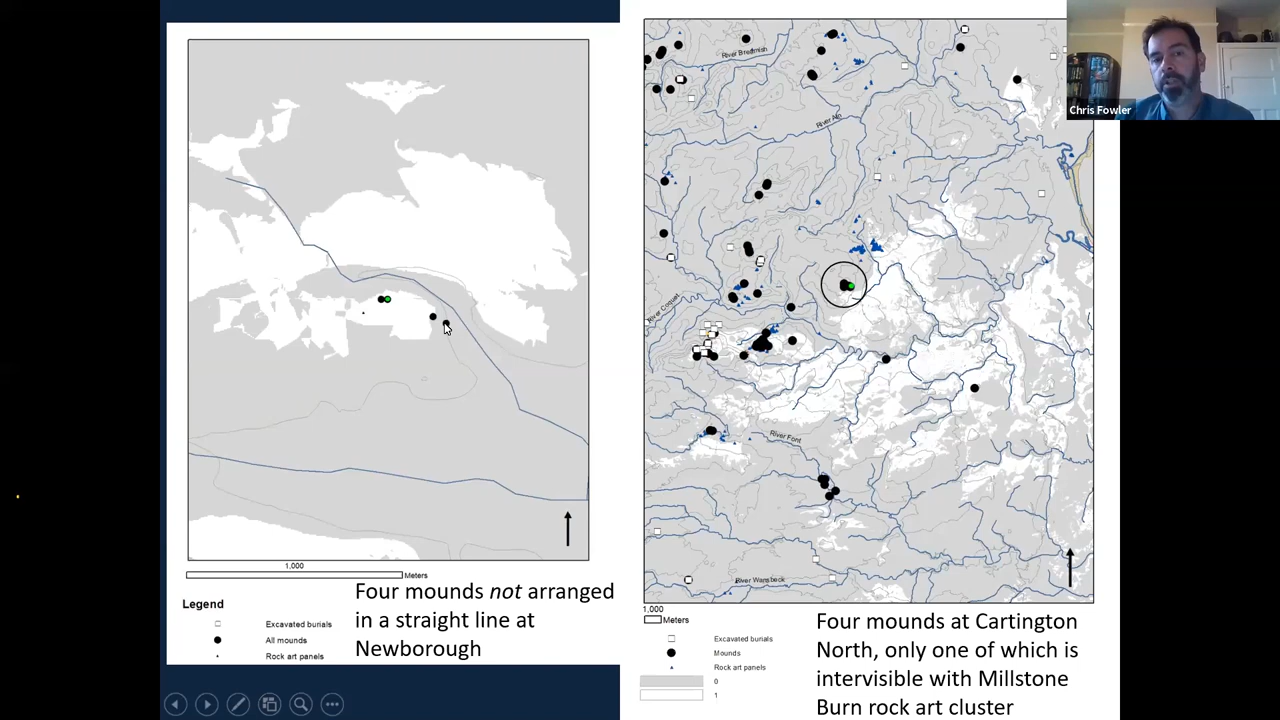 1,000
Meters
Legend
Excavated burials
All mounds
Rock art panels
Four mounds not arranged
in a straight line at
Newborough
River Breamish
River Aln
River Coquet
River Font
River Wansbeck
1,000
Meters
Excavated burials
Mounds
Rock art panels
0
1
Four mounds at Cartington
North, only one of which is
intervisible with Millstone
Burn rock art cluster
Chris Fowler